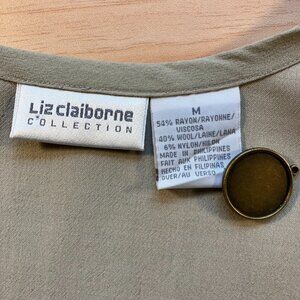 Liz claiborne
COLLECTION
M
54% RAYON/RAYONNE/
VISCOSA
40% WOOL/LAINE/LANA
6% NYLON/NILON
MADE IN PHILIPPINES
FAIT AUX PHILIPPINES
HECHO EN FILIPINAS
OVER/AU VERSO